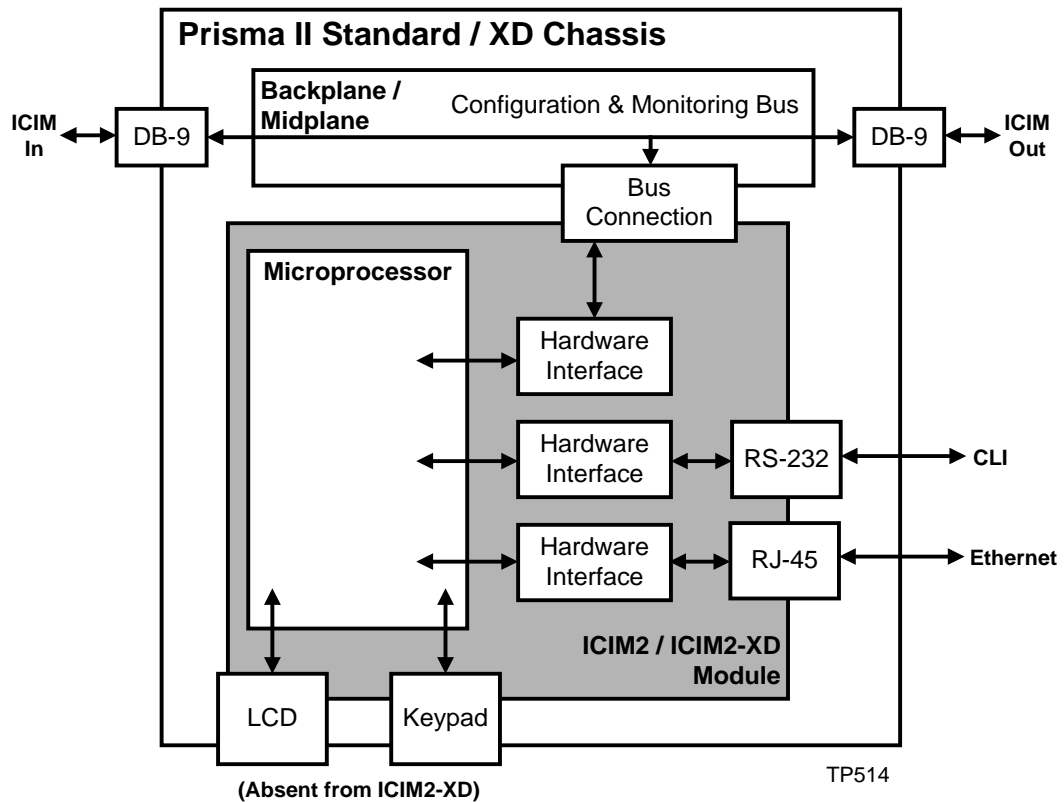 Prisma II Standard / XD Chassis
Backplane /
Midplane
Configuration & Monitoring Bus
ICIM
In
DB-9
DB-9
ICIM
Out
Bus
Connection
Microprocessor
Hardware
Interface
Hardware
Interface
RS-232
CLI
Hardware
Interface
RJ-45
Ethernet
ICIM2 / ICIM2-XD
Module
LCD
Keypad
(Absent from ICIM2-XD)
TP514